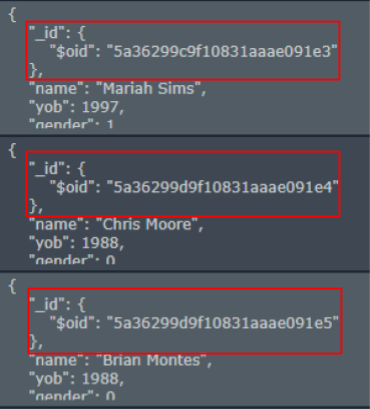 {
"_id": {
"$oid": "5a36299c9f10831aaae091e3"
},
"name": "Mariah Sims",
"yob": 1997,
"gender": 1
{
"_id": {
"$oid": "5a36299d9f10831aaae091e4"
},
"name": "Chris Moore",
"yob": 1988,
"gender": 0
{
"_id": {
"$oid": "5a36299d9f10831aaae091e5"
},
"name": "Brian Montes",
"yob": 1988,
"gender": 0